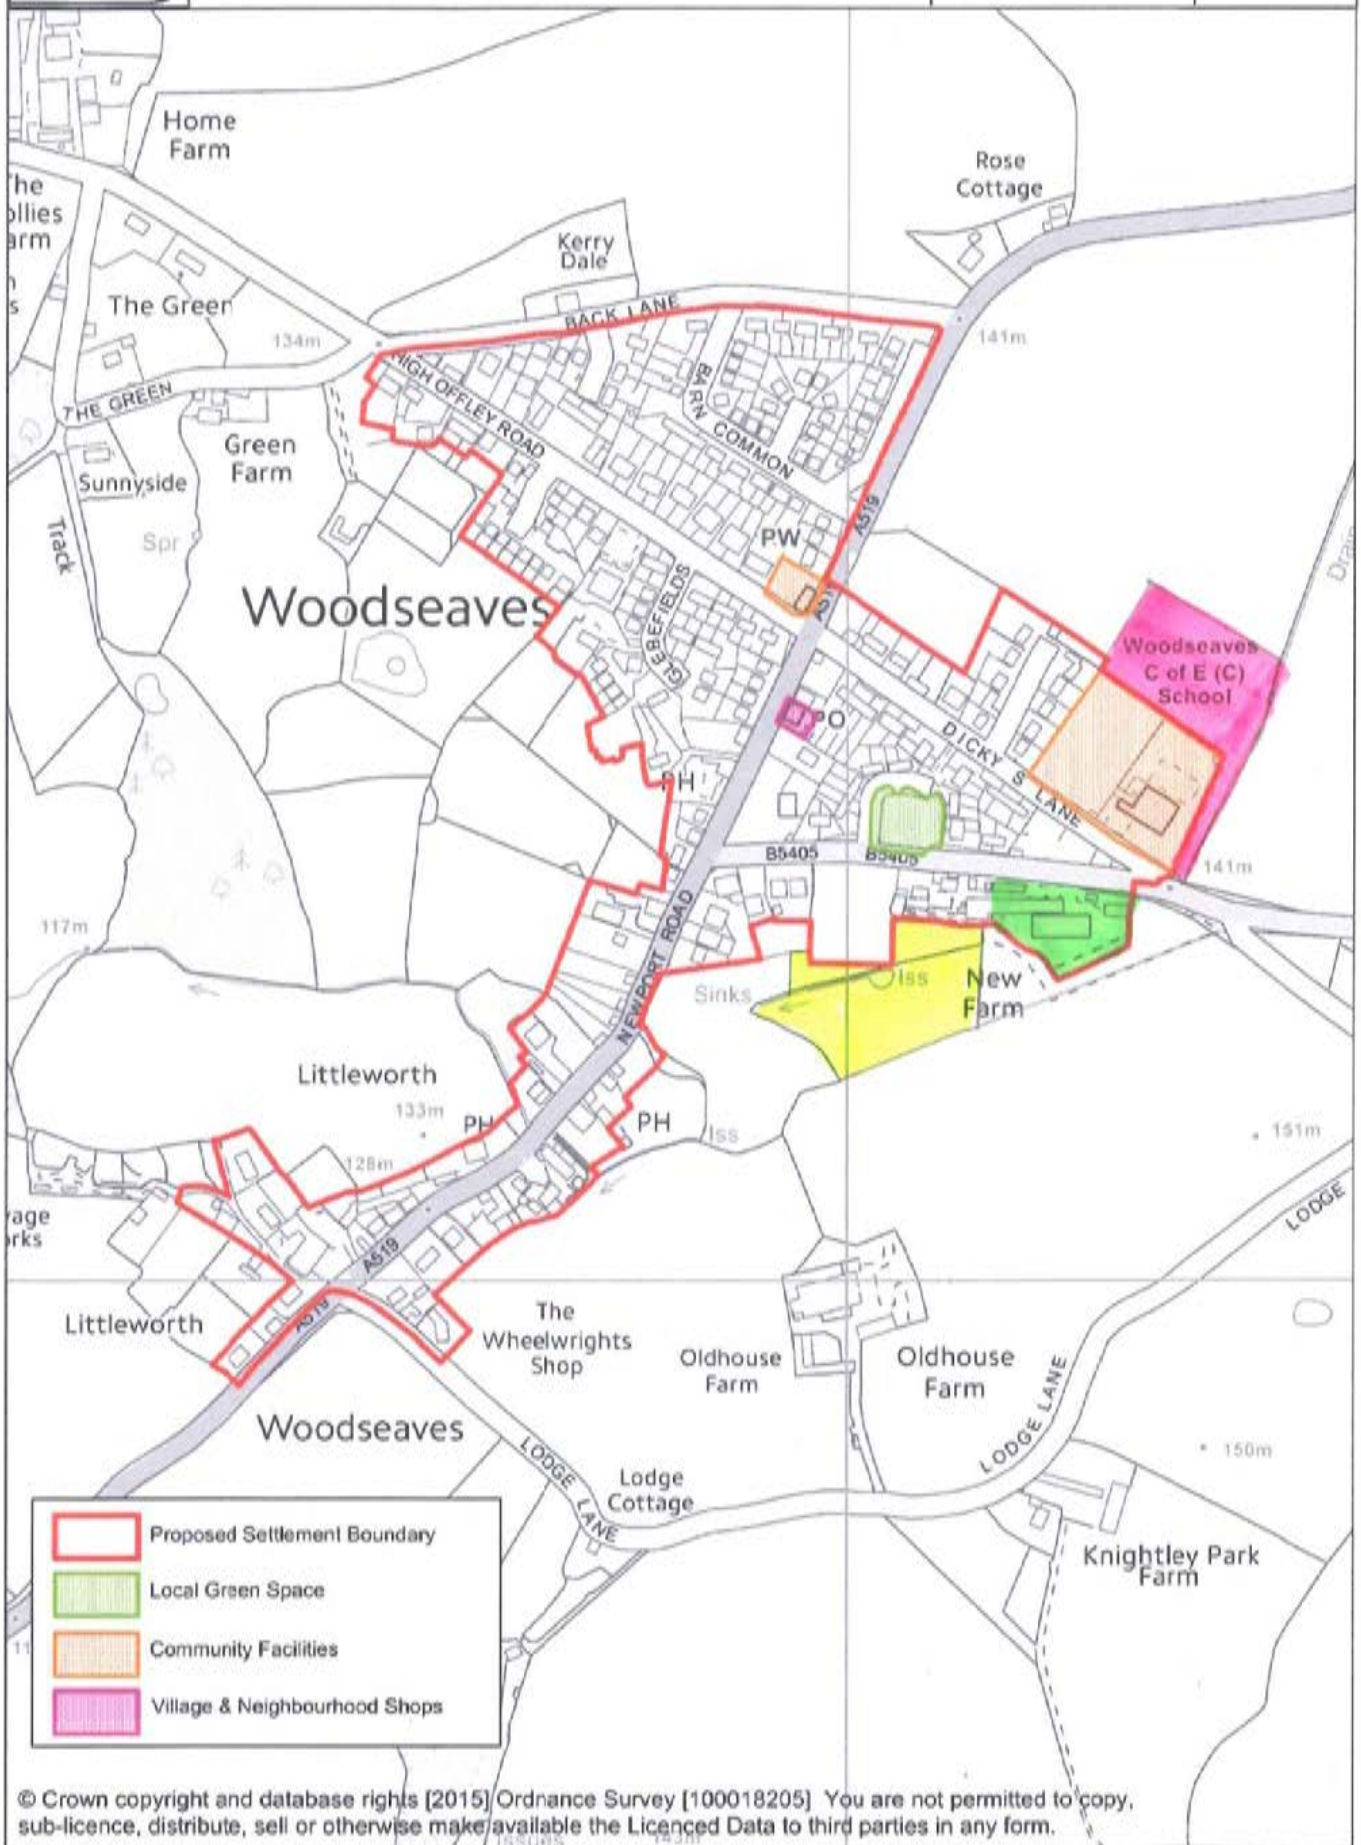 Home
Farm
Rose
Cottage
Kerry
Dale
The Green
134m
BACK LANE
141m
HIGH OFFLEY ROAD
BARN
COMMON
THE GREEN
Green
Farm
Sunnyside
Track
Spr
A519
PW
Drain
Woodseaves
GLEBEFIELDS
Woodseaves
C of E (C)
School
PO
DICKY'S LANE
PH
B5405
B5405
141m
117m
NEWPORT ROAD
Sinks
Iss
New
Farm
Littleworth
133m
PH
PH
Iss
151m
128m
LODGE
A519
Littleworth
A519
The
Wheelwrights
Shop
Oldhouse
Farm
Oldhouse
Farm
Woodseaves
LODGE LANE
LODGE LANE
150m
Lodge
Cottage
Knightley Park
Farm
Proposed Settlement Boundary
Local Green Space
Community Facilities
Village & Neighbourhood Shops
© Crown copyright and database rights [2015] Ordnance Survey [100018205] You are not permitted to copy,
sub-licence, distribute, sell or otherwise make available the Licenced Data to third parties in any form.